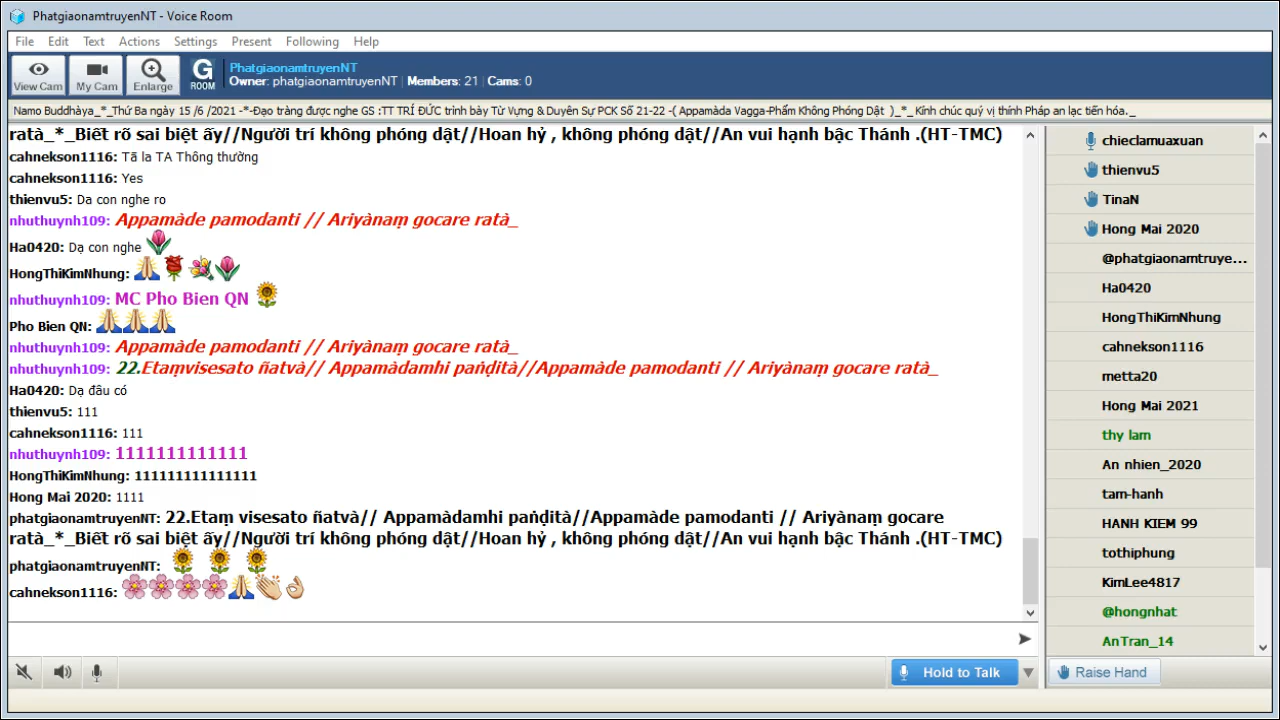 PhatgiaonamtruyenNT - Voice Room
File Edit Text Actions Settings Present Following Help
View Cam My Cam Enlarge G ROOM
PhatgiaonamtruyenNT
Owner: phatgiaonamtruyenNT | Members: 21 | Cams: 0
Namo Buddhàya_*_Thứ Ba ngày 15 /6 /2021 -*-Đạo tràng được nghe GS :TT TRÍ ĐỨC trình bày Từ Vựng & Duyên Sự PCK Số 21-22 -( Appamàda Vagga-Phẩm Không Phóng Dật )_*_ Kính chúc quý vị thính Pháp an lạc tiến hóa._
ratà_*_Biết rõ sai biệt ấy//Người trí không phóng dật//Hoan hỷ , không phóng dật//An vui hạnh bậc Thánh .(HT-TMC)
cahnekson1116: Tã la TA Thông thường
cahnekson1116: Yes
thienvu5: Da con nghe ro
nhuthuynh109: Appamàde pamodanti // Ariyànaṃ gocare ratà_
Ha0420: Dạ con nghe
HongThiKimNhung:
nhuthuynh109: MC Pho Bien QN
Pho Bien QN:
nhuthuynh109: Appamàde pamodanti // Ariyànaṃ gocare ratà_
nhuthuynh109: 22.Etaṃvisesato ñatvà// Appamàdamhi paṅḍità//Appamàde pamodanti // Ariyànaṃ gocare ratà_
Ha0420: Dạ đâu có
thienvu5: 111
cahnekson1116: 111
nhuthuynh109: 1111111111111
HongThiKimNhung: 111111111111111
Hong Mai 2020: 1111
phatgiaonamtruyenNT: 22.Etaṃ visesato ñatvà// Appamàdamhi paṅḍità//Appamàde pamodanti // Ariyànaṃ gocare
ratà_*_Biết rõ sai biệt ấy//Người trí không phóng dật//Hoan hỷ , không phóng dật//An vui hạnh bậc Thánh .(HT-TMC)
phatgiaonamtruyenNT:
cahnekson1116:
Hold to Talk
chieclamuaxuan
thienvu5
TinaN
Hong Mai 2020
@phatgiaonamtruye...
Ha0420
HongThiKimNhung
cahnekson1116
metta20
Hong Mai 2021
thy lam
An nhien_2020
tam-hanh
HANH KIEM 99
tothiphung
KimLee4817
@hongnhat
AnTran_14
Raise Hand